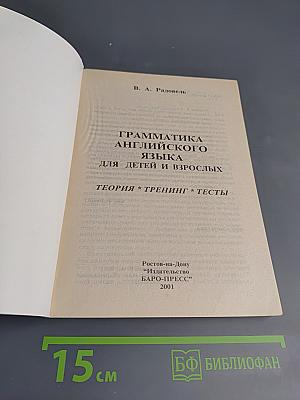 В. А. Радовель
ГРАММАТИКА
АНГЛИЙСКОГО
ЯЗЫКА
ДЛЯ ДЕТЕЙ И ВЗРОСЛЫХ
ТЕОРИЯ * ТРЕНИНГ * ТЕСТЫ
Ростов-на-Дону
"Издательство
БАРО-ПРЕСС"
2001
15 см
БФ БИБЛИОФАН